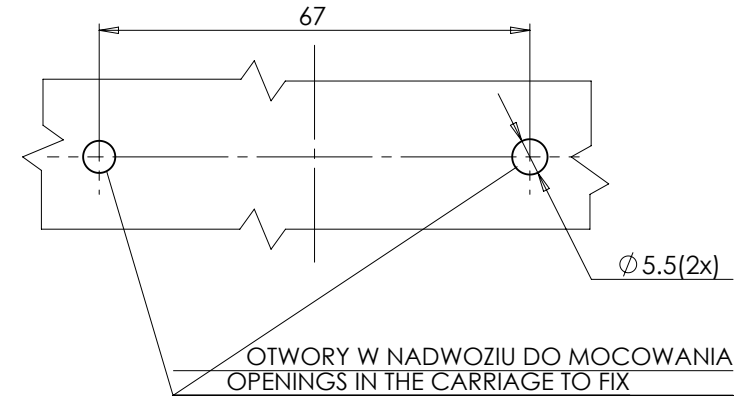 67
∅5.5(2x)
OTWORY W NADWOZIU DO MOCOWANIA
OPENINGS IN THE CARRIAGE TO FIX